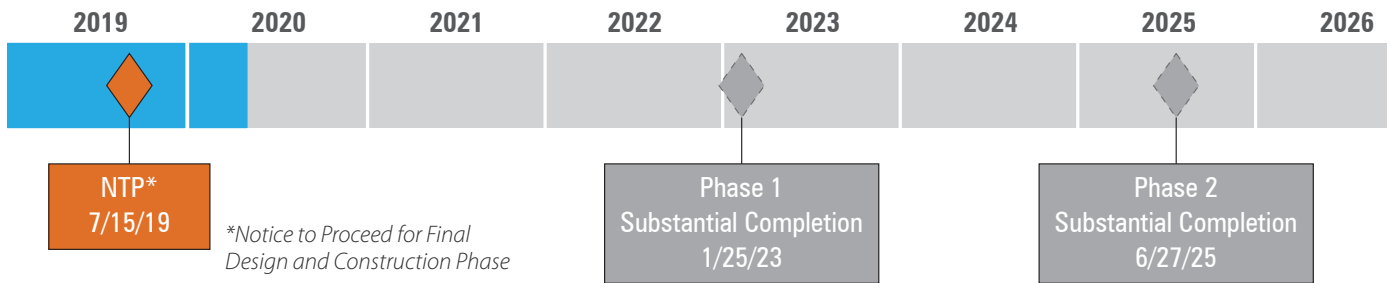 2019 2020 2021 2022 2023 2024 2025 2026
NTP*
7/15/19
*Notice to Proceed for Final
Design and Construction Phase
Phase 1
Substantial Completion
1/25/23
Phase 2
Substantial Completion
6/27/25